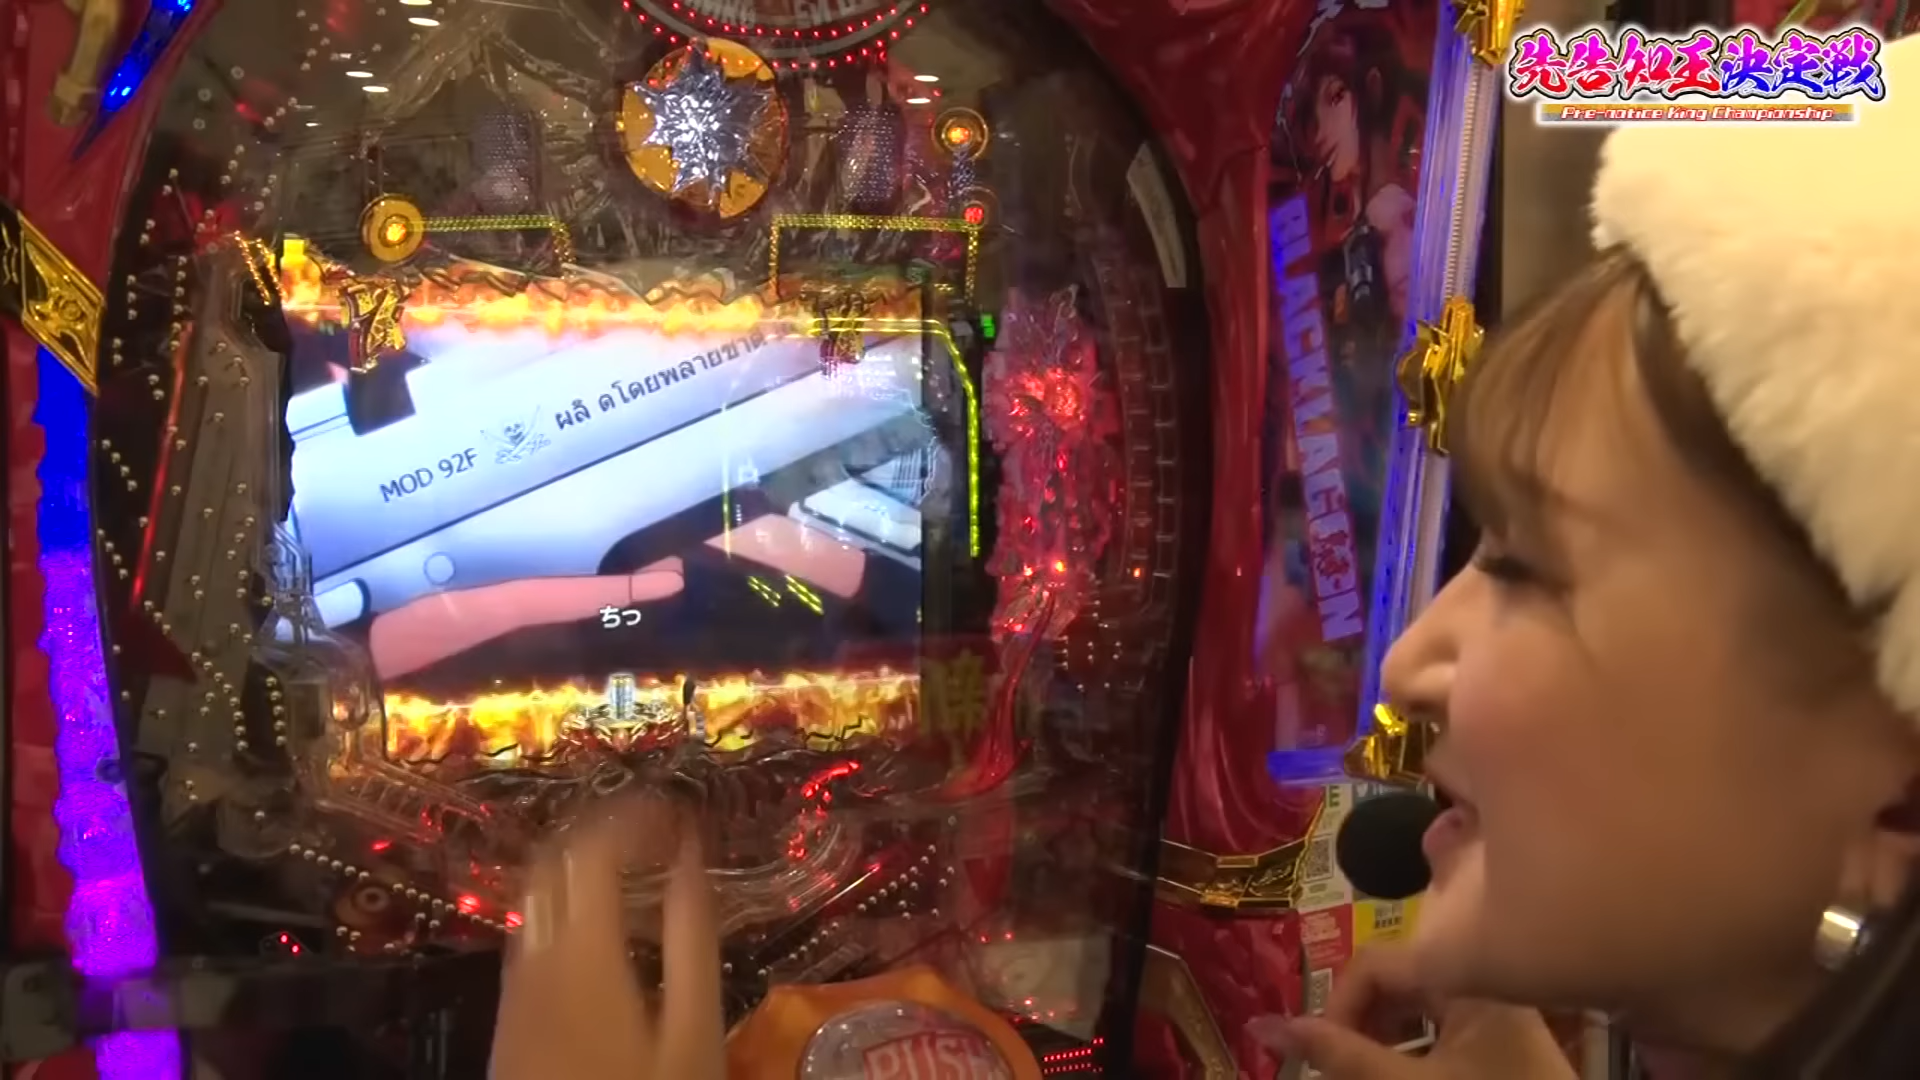 先告知王決定戦
Pre-notice King Championship
BLACK LAGOON
MOD 92F ผลิ ตโดยพลายชาต
ちっ
PUSH